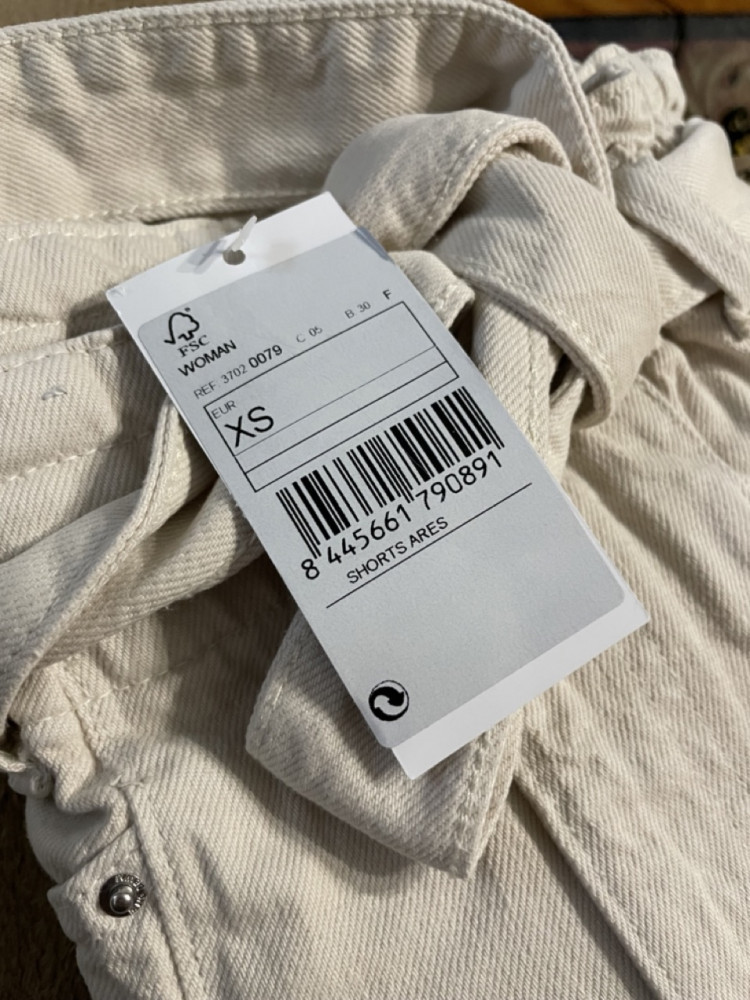 FSC
WOMAN
REF 3702 0079 C 05 B 30 F
EUR
XS
8 445661 790891
SHORTS ARES